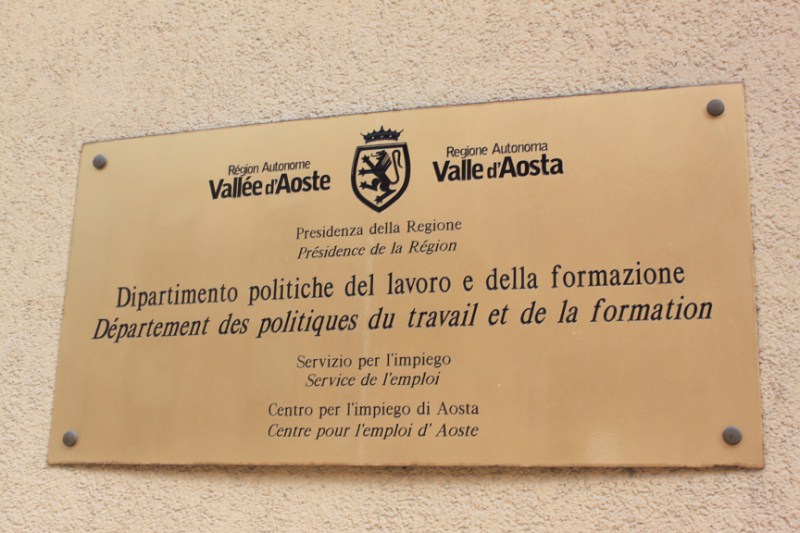 Région Autonome
Vallée d'Aoste
Regione Autonoma
Valle d'Aosta
Presidenza della Regione
Présidence de la Région
Dipartimento politiche del lavoro e della formazione
Département des politiques du travail et de la formation
Servizio per l'impiego
Service de l'emploi
Centro per l'impiego di Aosta
Centre pour l'emploi d' Aoste